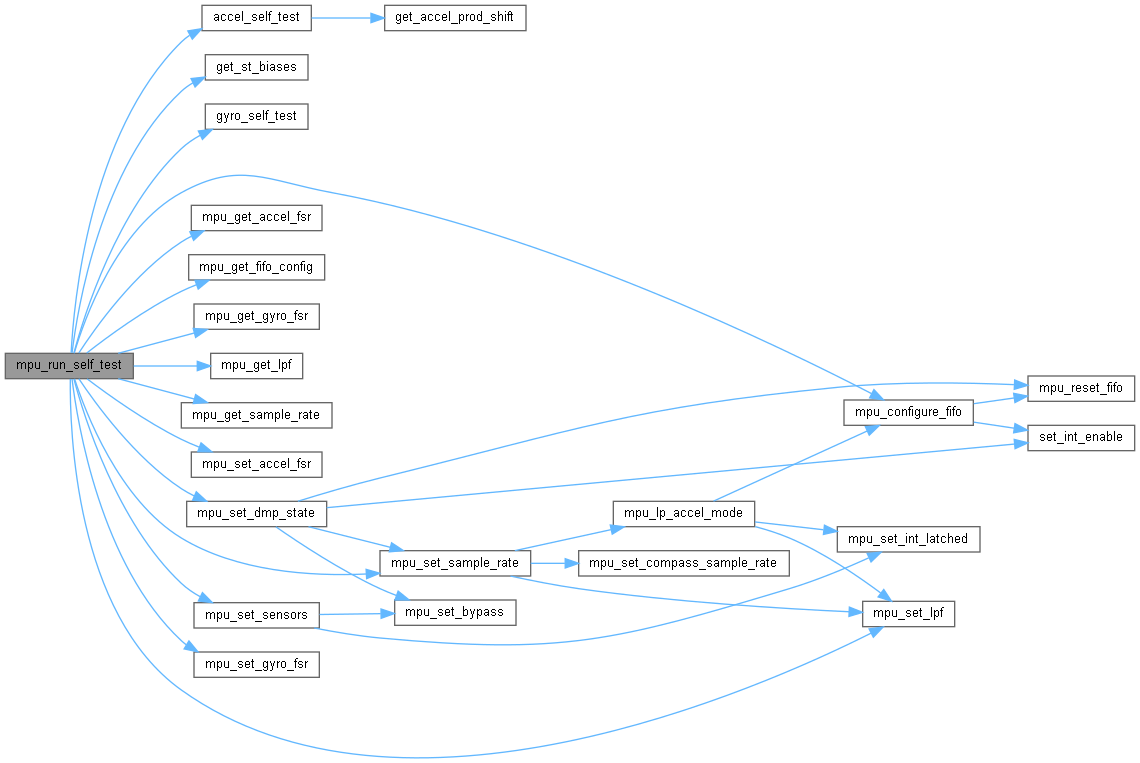 accel_self_test
get_accel_prod_shift
get_st_biases
gyro_self_test
mpu_get_accel_fsr
mpu_get_fifo_config
mpu_get_gyro_fsr
mpu_run_self_test
mpu_get_lpf
mpu_reset_fifo
mpu_get_sample_rate
mpu_configure_fifo
set_int_enable
mpu_set_accel_fsr
mpu_set_dmp_state
mpu_lp_accel_mode
mpu_set_int_latched
mpu_set_sample_rate
mpu_set_compass_sample_rate
mpu_set_sensors
mpu_set_bypass
mpu_set_lpf
mpu_set_gyro_fsr